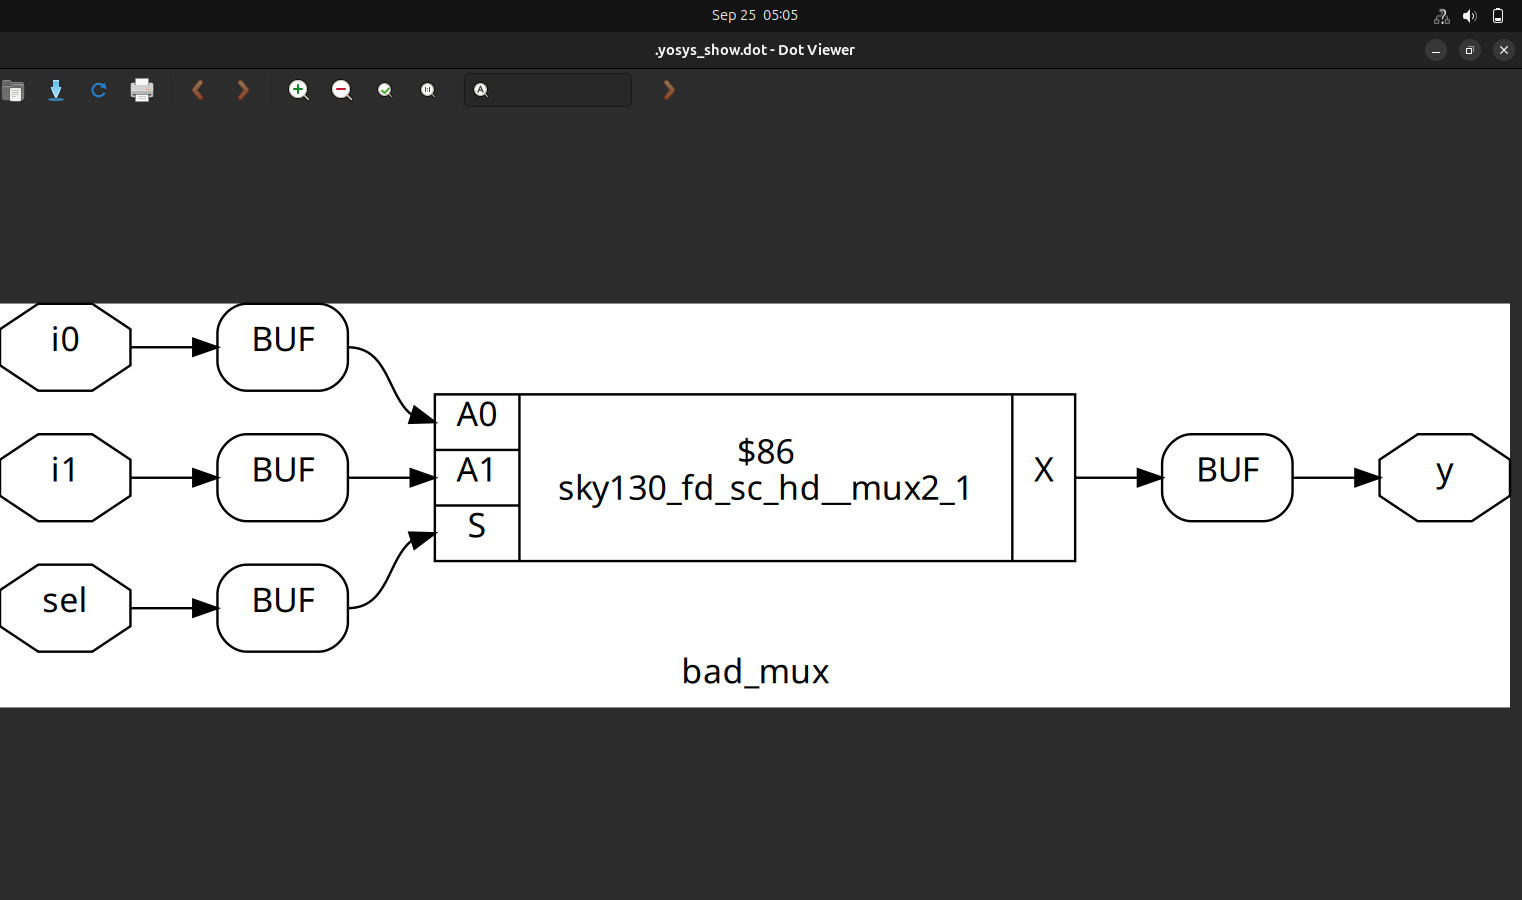 Sep 25 05:05
.yosys_show.dot - Dot Viewer
A
i0
BUF
i1
BUF
sel
BUF
A0
A1
S
$86
sky130_fd_sc_hd__mux2_1
X
BUF
y
bad_mux